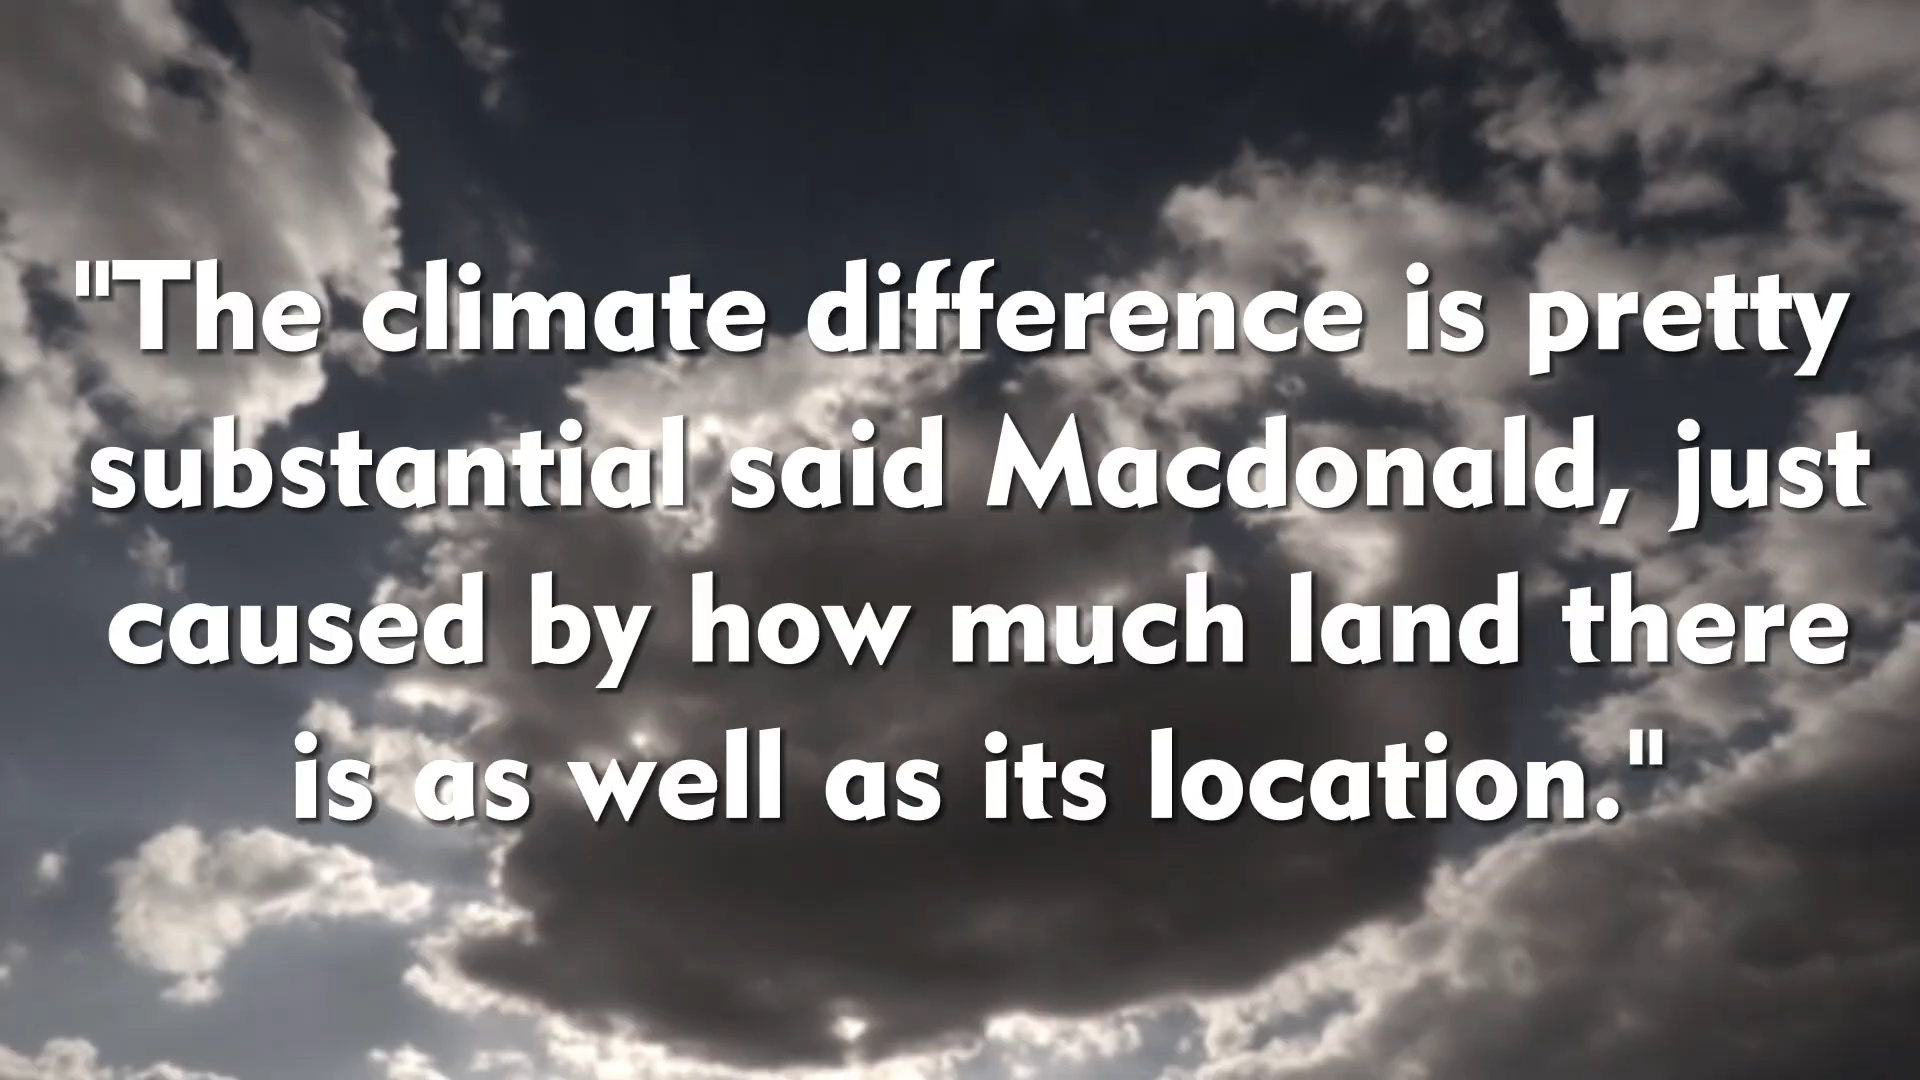 "The climate difference is pretty
substantial said Macdonald, just
caused by how much land there
is as well as its location."